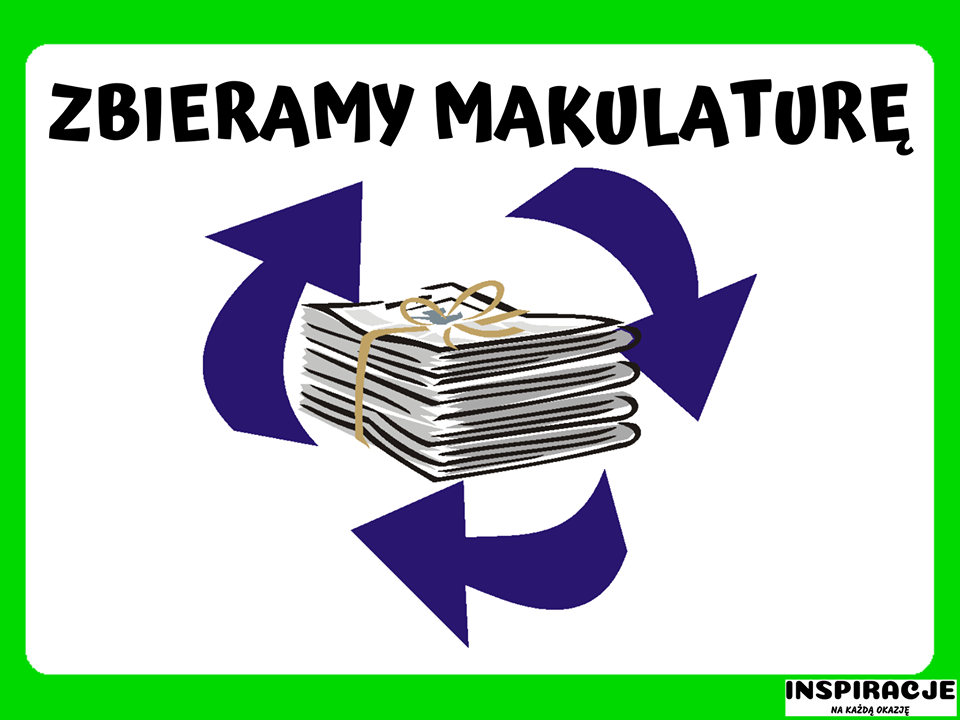 ZBIERAMY MAKULATURĘ
INSPIRACJE
NA KAŻDĄ OKAZJĘ